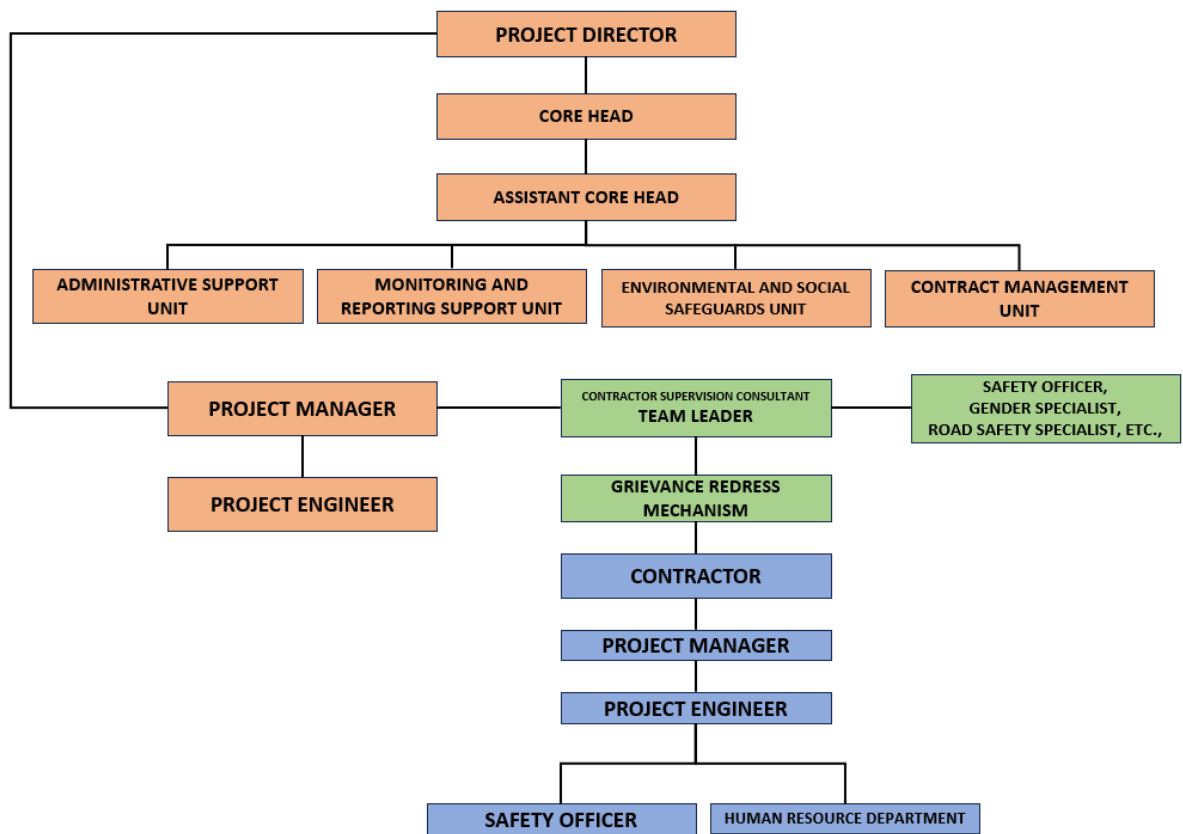 PROJECT DIRECTOR
CORE HEAD
ASSISTANT CORE HEAD
ADMINISTRATIVE SUPPORT
UNIT
MONITORING AND
REPORTING SUPPORT UNIT
ENVIRONMENTAL AND SOCIAL
SAFEGUARDS UNIT
CONTRACT MANAGEMENT
UNIT
PROJECT MANAGER
CONTRACTOR SUPERVISION CONSULTANT
TEAM LEADER
SAFETY OFFICER,
GENDER SPECIALIST,
ROAD SAFETY SPECIALIST, ETC.,
PROJECT ENGINEER
GRIEVANCE REDRESS
MECHANISM
CONTRACTOR
PROJECT MANAGER
PROJECT ENGINEER
SAFETY OFFICER
HUMAN RESOURCE DEPARTMENT